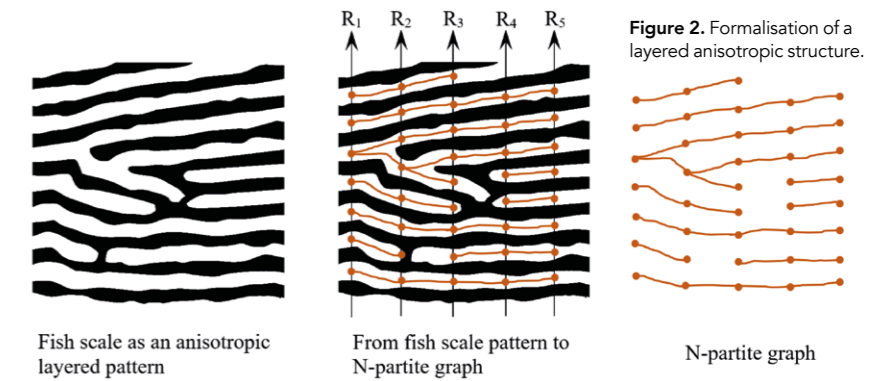 R1 R2 R3 R4 R5
Figure 2. Formalisation of a
layered anisotropic structure.
Fish scale as an anisotropic
layered pattern
From fish scale pattern to
N-partite graph
N-partite graph